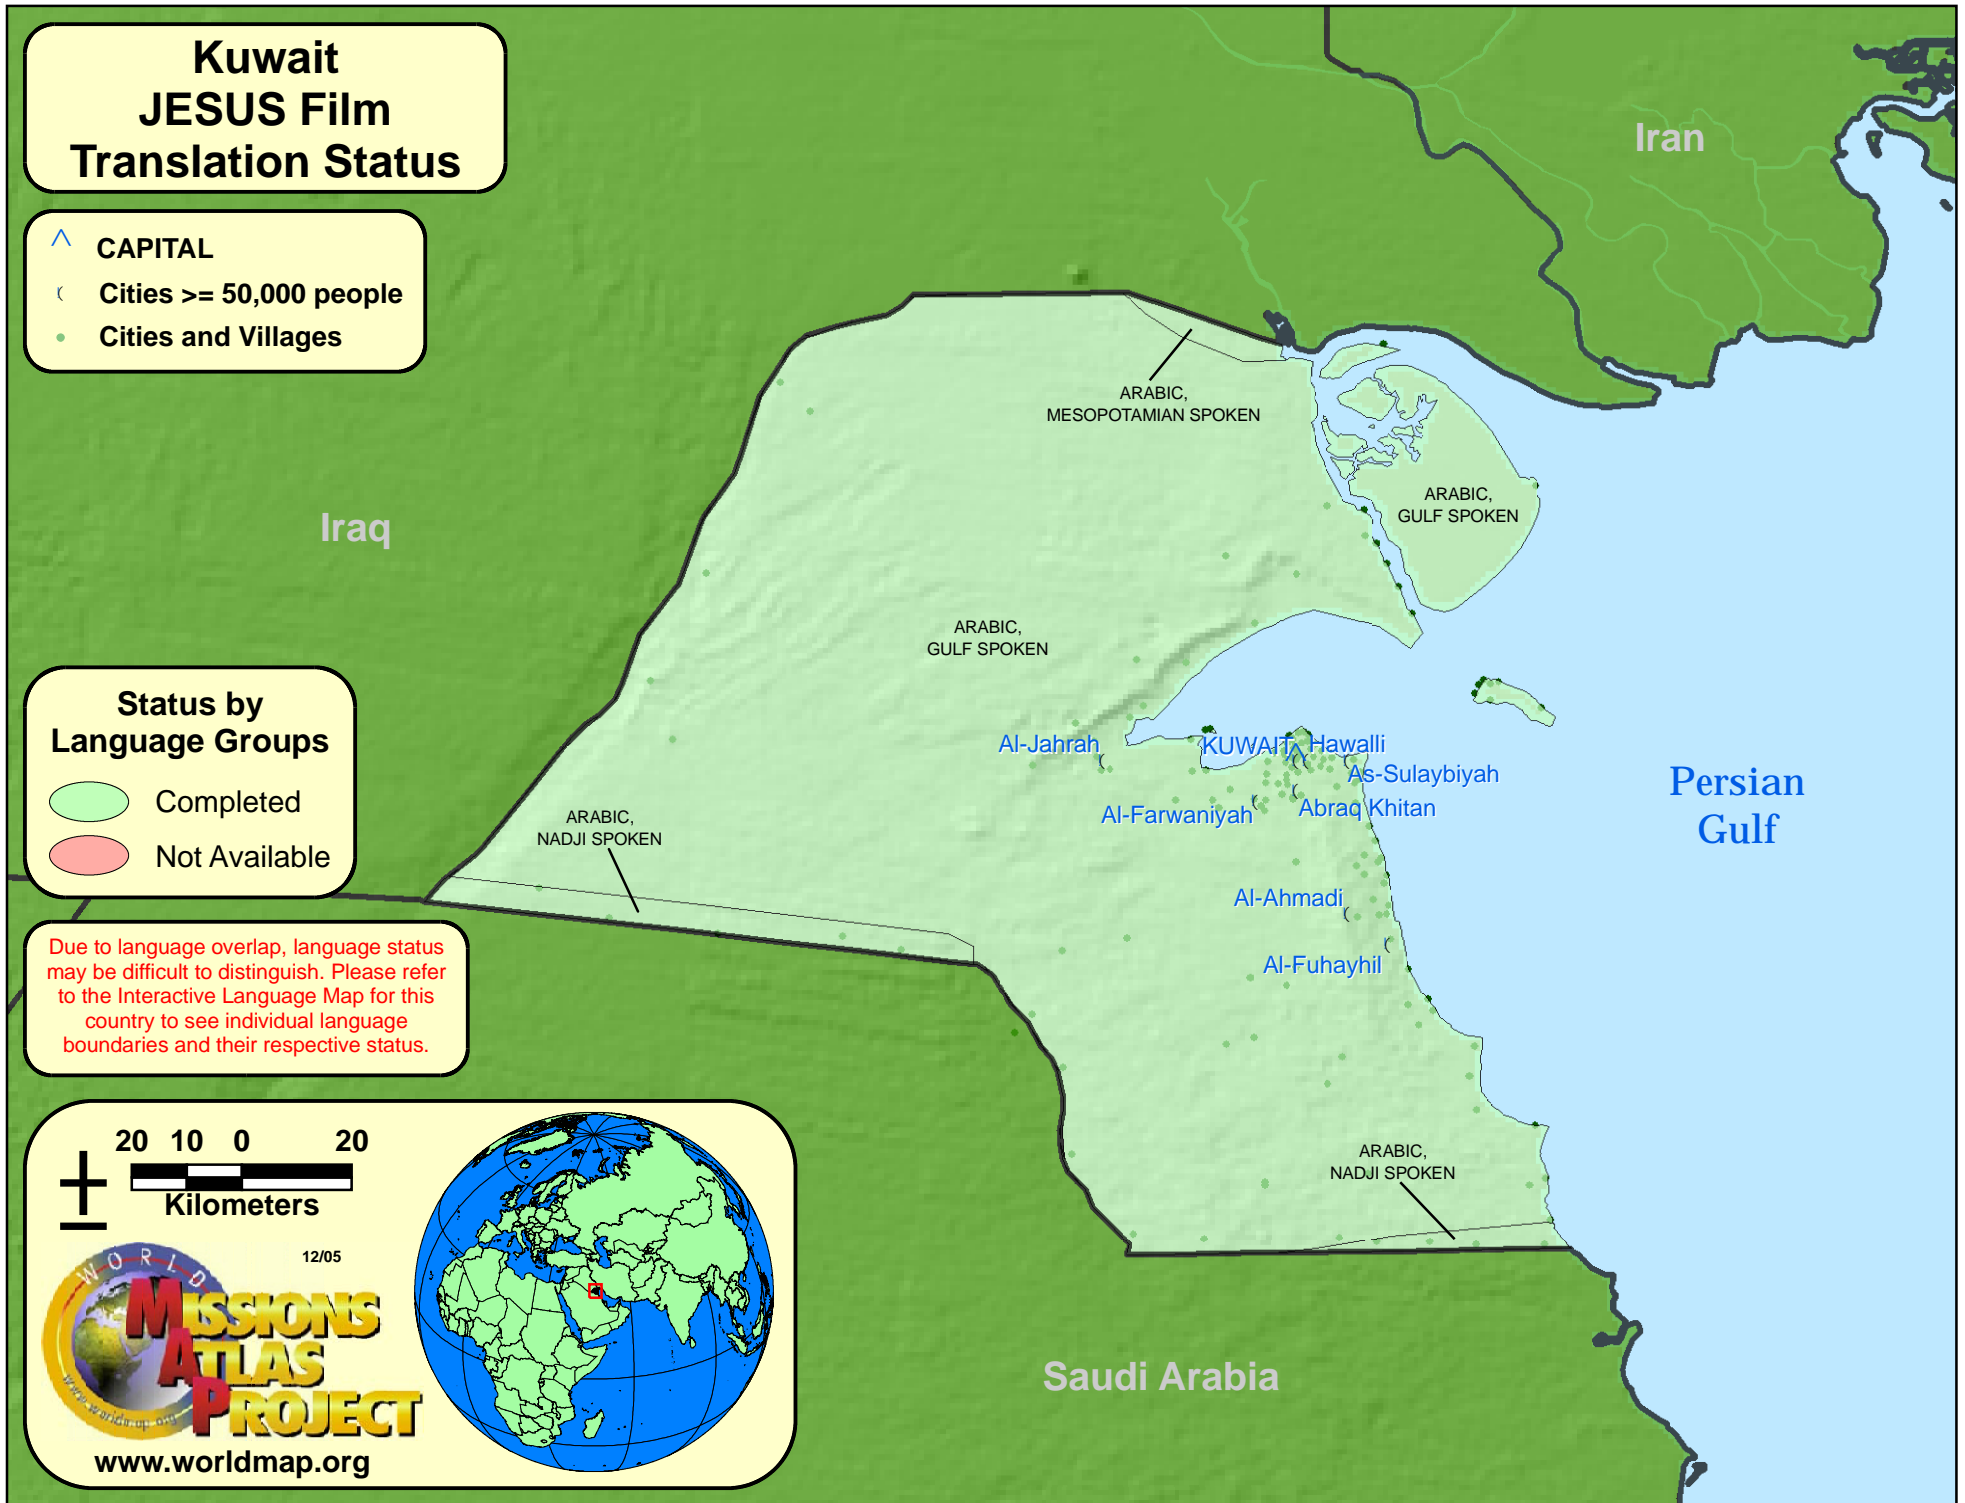 Kuwait
JESUS Film
Translation Status
CAPITAL
Cities >= 50,000 people
Cities and Villages
Iran
Iraq
ARABIC,
MESOPOTAMIAN SPOKEN
ARABIC,
GULF SPOKEN
ARABIC,
GULF SPOKEN
Status by
Language Groups
Completed
Not Available
Al-Jahrah
KUWAIT
Hawalli
As-Sulaybiyah
Al-Farwaniyah
Abraq Khitan
Persian
Gulf
ARABIC,
NADJI SPOKEN
Al-Ahmadi
Al-Fuhayhil
Due to language overlap, language status
may be difficult to distinguish. Please refer
to the Interactive Language Map for this
country to see individual language
boundaries and their respective status.
20 10 0 20
Kilometers
12/05
WORLD
MISSIONS
ATLAS
PROJECT
www.worldmap.org
www.worldmap.org
ARABIC,
NADJI SPOKEN
Saudi Arabia